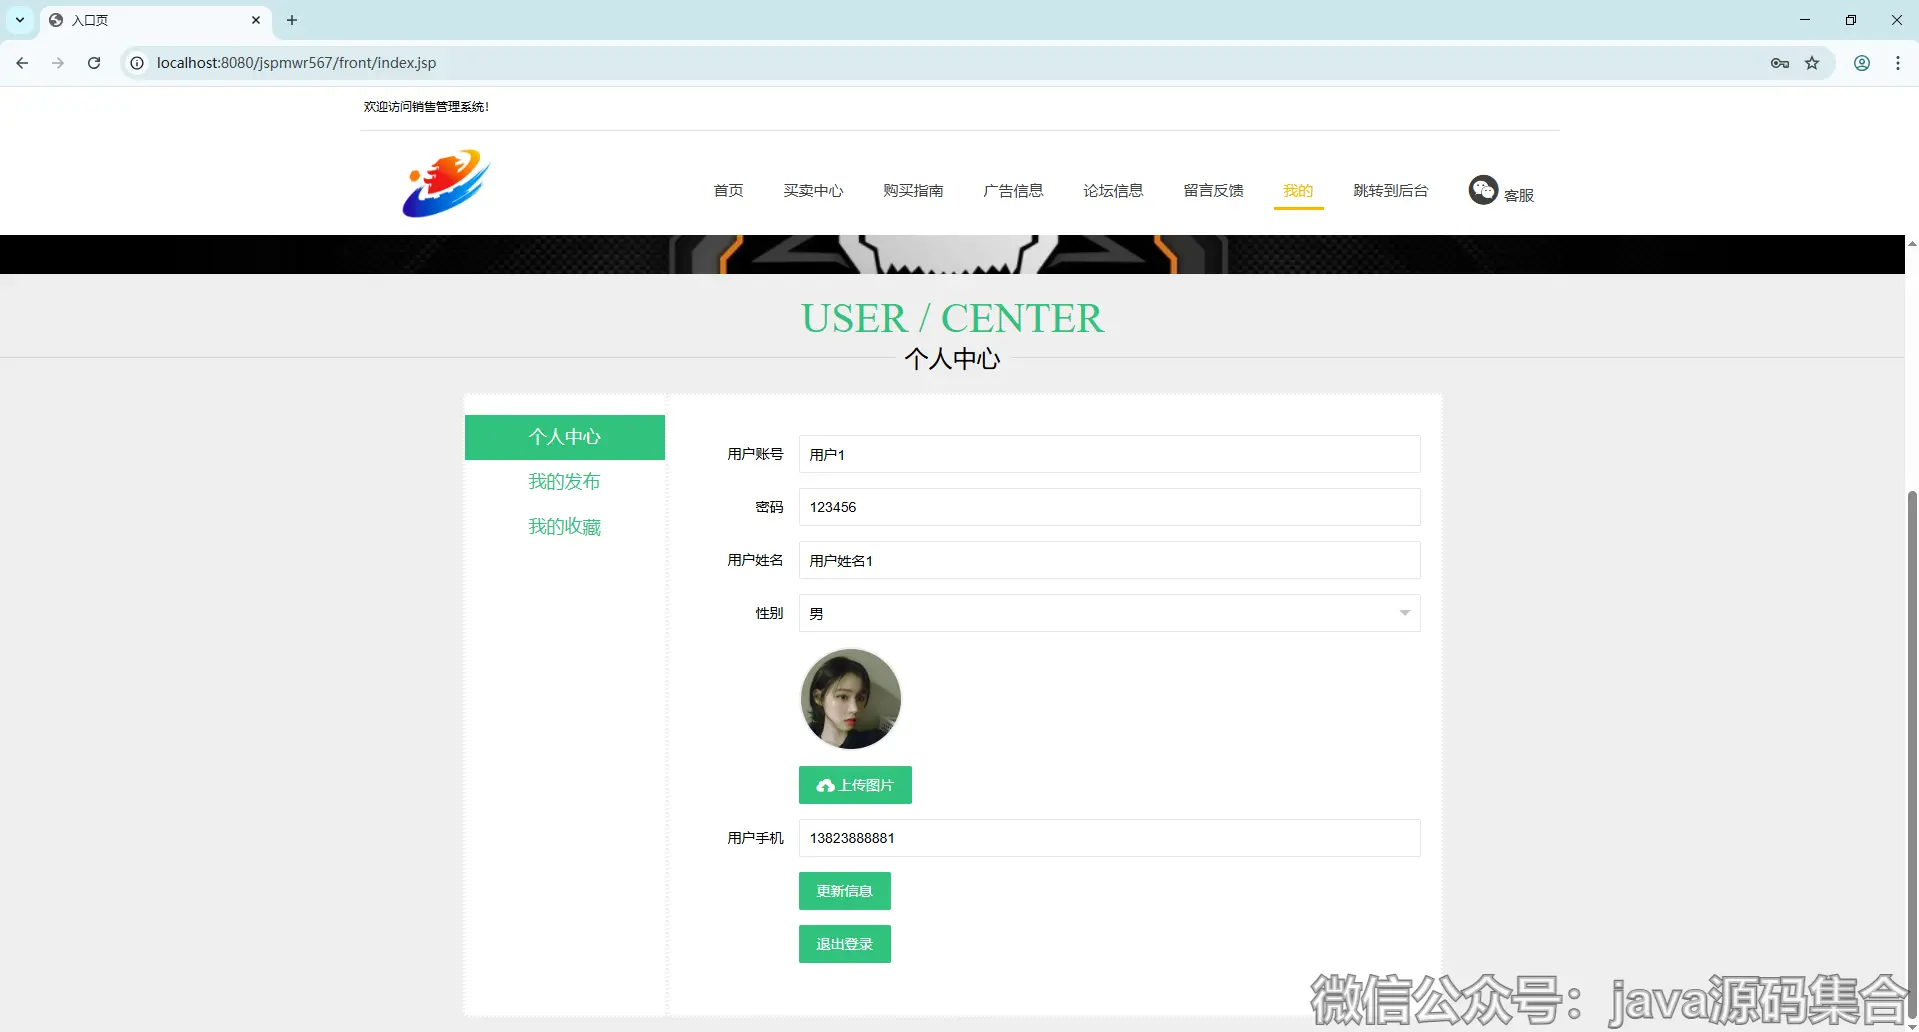 入口页
localhost:8080/jspmwr567/front/index.jsp
欢迎访问销售管理系统!
首页 买卖中心 购买指南 广告信息 论坛信息 留言反馈 我的 跳转到后台 客服
USER / CENTER
个人中心
个人中心
我的发布
我的收藏
用户账号 用户1
密码 123456
用户姓名 用户姓名1
性别 男
上传图片
用户手机 13823888881
更新信息
退出登录
微信公众号：java源码集合